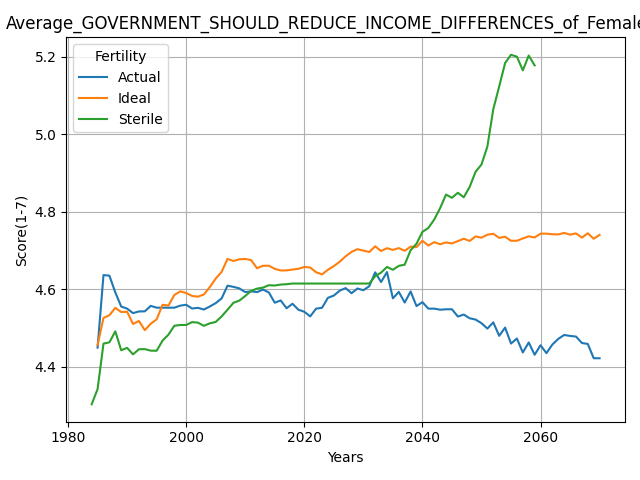 Average_GOVERNMENT_SHOULD_REDUCE_INCOME_DIFFERENCES_of_Female
Fertility
Actual
Ideal
Sterile
5.2
5.0
4.8
4.6
4.4
Score(1-7)
1980
2000
2020
2040
2060
Years